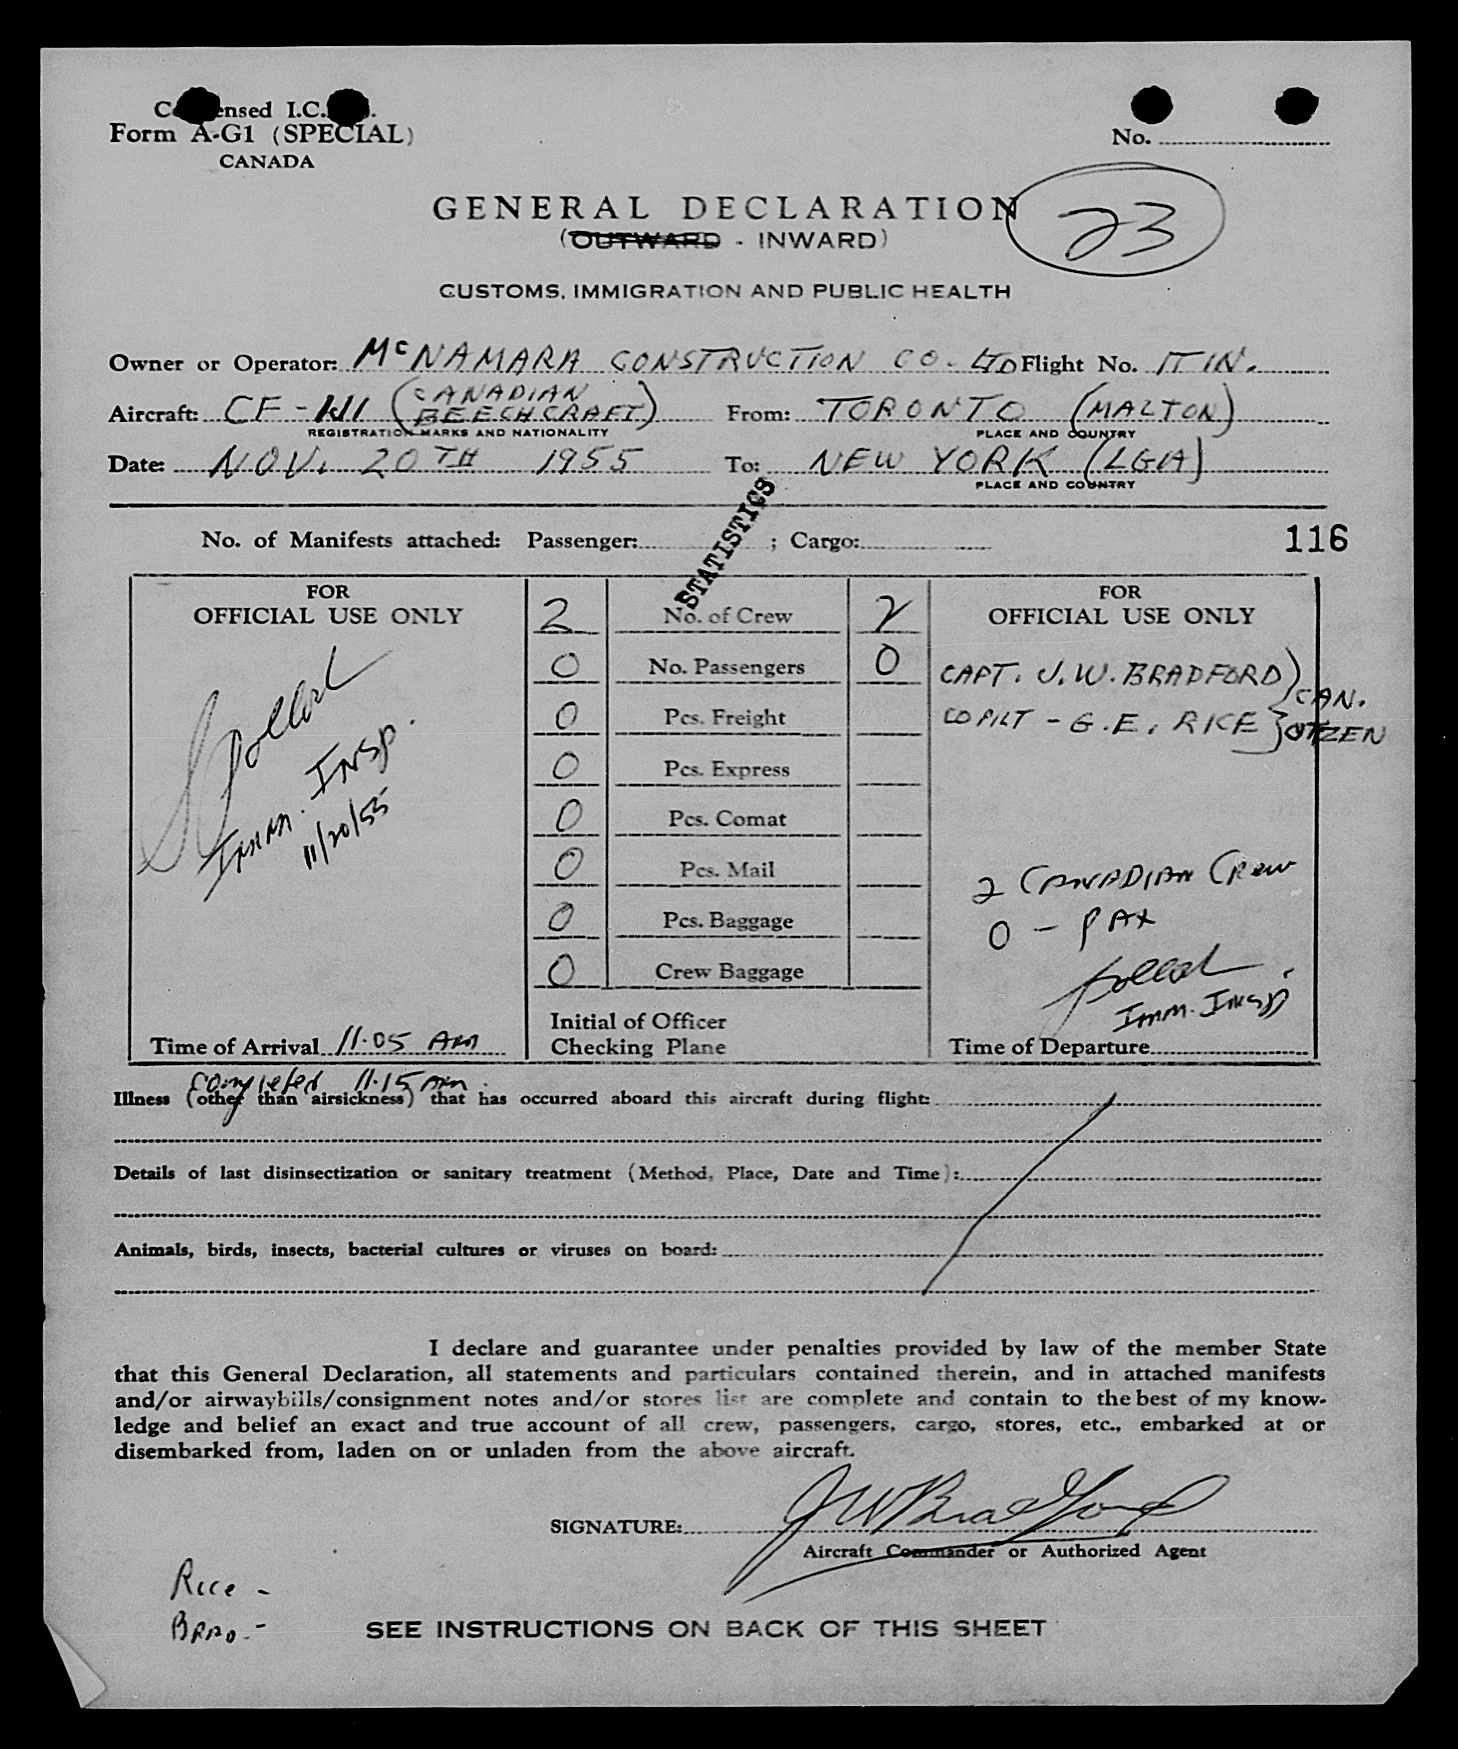 Condensed I.C.
Form A-G1 (SPECIAL)
CANADA
No.
GENERAL DECLARATION
23
(OUTWARD - INWARD)
CUSTOMS, IMMIGRATION AND PUBLIC HEALTH
Owner or Operator: McNAMARA CONSTRUCTION CO. LTD Flight No. ITIN.
Aircraft: CF- (CANADIAN BEECHCRAFT) From: TORONTO (MALTON)
REGISTRATION MARKS AND NATIONALITY PLACE AND COUNTRY
Date: NOV. 20TH 1955 To: NEW YORK (LGA)
PLACE AND COUNTRY
STATISTICS
No. of Manifests attached: Passenger: ; Cargo: 116
FOR
OFFICIAL USE ONLY
Imm. Insp.
11/20/55
Time of Arrival 11.05 AM
Completed 11.15 AM.
2 No. of Crew 2
0 No. Passengers 0
0 Pcs. Freight
0 Pcs. Express
0 Pcs. Comat
0 Pcs. Mail
0 Pcs. Baggage
0 Crew Baggage
Initial of Officer
Checking Plane
FOR
OFFICIAL USE ONLY
CAPT. J. W. BRADFORD } CAN.
COPILT - G. E. RICE } CITIZEN
2 CANADIAN CREW
0 - PAX
Imm. Insp
Time of Departure
Illness (other than airsickness) that has occurred aboard this aircraft during flight:
Details of last disinsectization or sanitary treatment (Method, Place, Date and Time):
Animals, birds, insects, bacterial cultures or viruses on board:
I declare and guarantee under penalties provided by law of the member State
that this General Declaration, all statements and particulars contained therein, and in attached manifests
and/or airwaybills/consignment notes and/or stores list are complete and contain to the best of my know-
ledge and belief an exact and true account of all crew, passengers, cargo, stores, etc., embarked at or
disembarked from, laden on or unladen from the above aircraft.
SIGNATURE: JW Bradford
Aircraft Commander or Authorized Agent
Rice -
BRAD. -
SEE INSTRUCTIONS ON BACK OF THIS SHEET